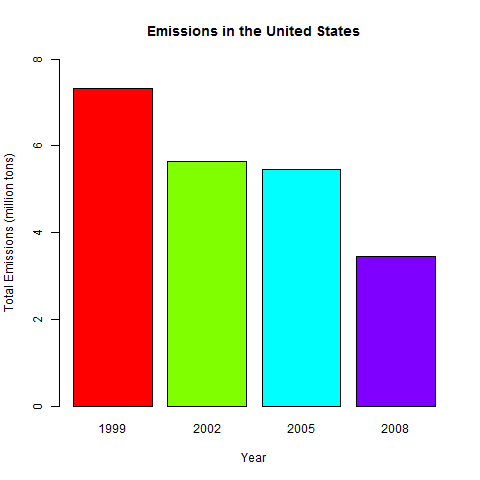 Emissions in the United States
Total Emissions (million tons)
8
6
4
2
0
1999 2002 2005 2008
Year